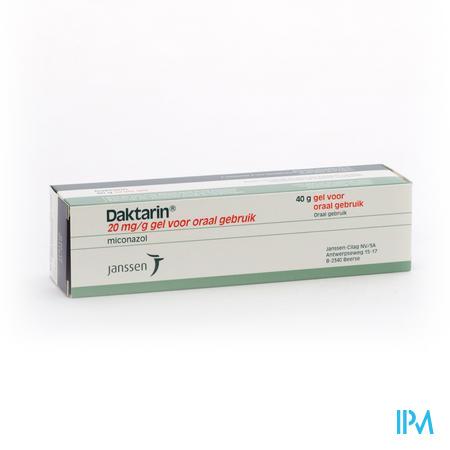 Daktarin®
20 mg/g gel voor oraal gebruik
miconazol
40 g gel voor
oraal gebruik
Oraal gebruik
janssen
Janssen-Cilag NV/SA
Antwerpseweg 15-17
B-2340 Beerse
IPM